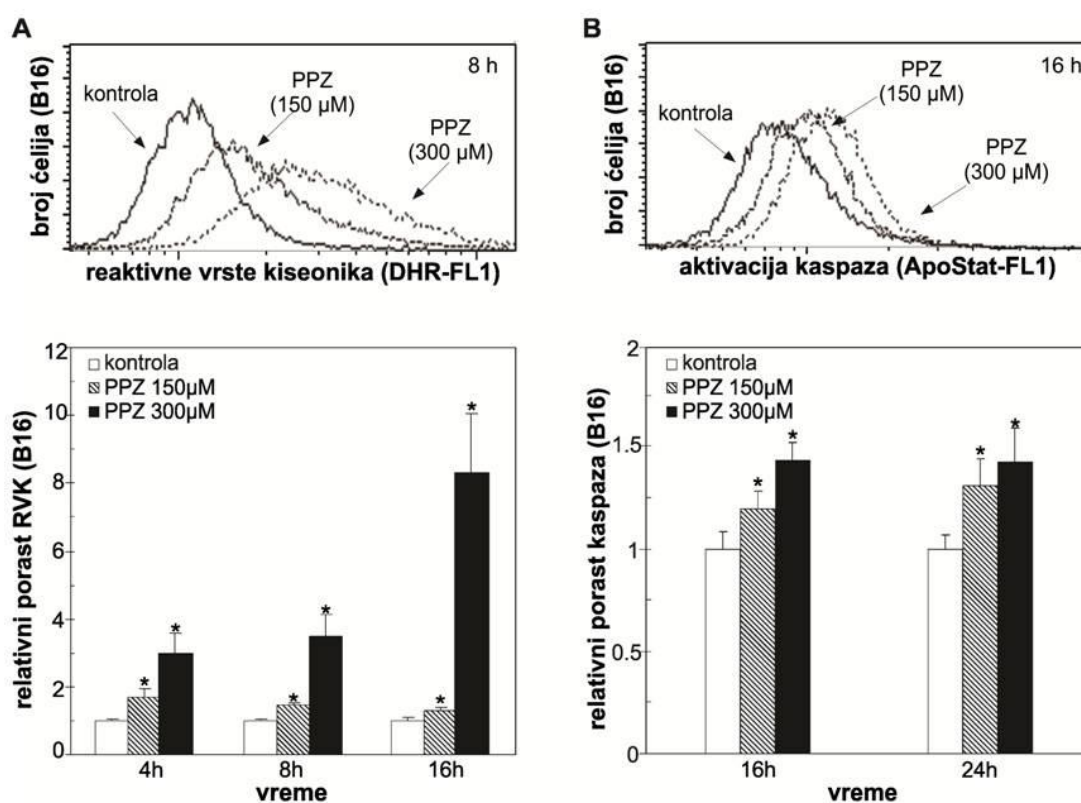 A
broj ćelija (B16)
8 h
kontrola
PPZ
(150 µM)
PPZ
(300 µM)
reaktivne vrste kiseonika (DHR-FL1)
B
broj ćelija (B16)
16 h
kontrola
PPZ
(150 µM)
PPZ
(300 µM)
aktivacija kaspaza (ApoStat-FL1)
relativni porast RVK (B16)
12
10
8
6
4
2
0
kontrola
PPZ 150µM
PPZ 300µM
* * * * * *
4h 8h 16h
vreme
relativni porast kaspaza (B16)
2
1.5
1
0.5
0
kontrola
PPZ 150µM
PPZ 300µM
* * * *
16h 24h
vreme